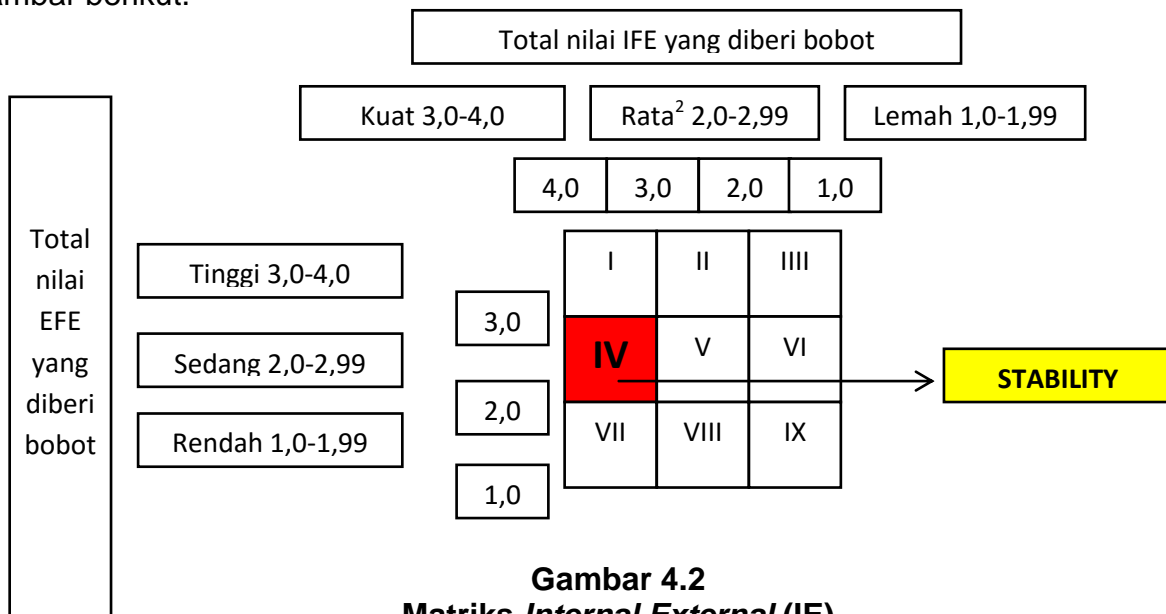 Total nilai IFE yang diberi bobot
Kuat 3,0-4,0
Rata² 2,0-2,99
Lemah 1,0-1,99
4,0
3,0
2,0
1,0
Total
nilai
EFE
yang
diberi
bobot
Tinggi 3,0-4,0
Sedang 2,0-2,99
Rendah 1,0-1,99
3,0
2,0
1,0
I
II
IIII
IV
V
VI
VII
VIII
IX
STABILITY
Gambar 4.2
Matriks Internal External (IE)